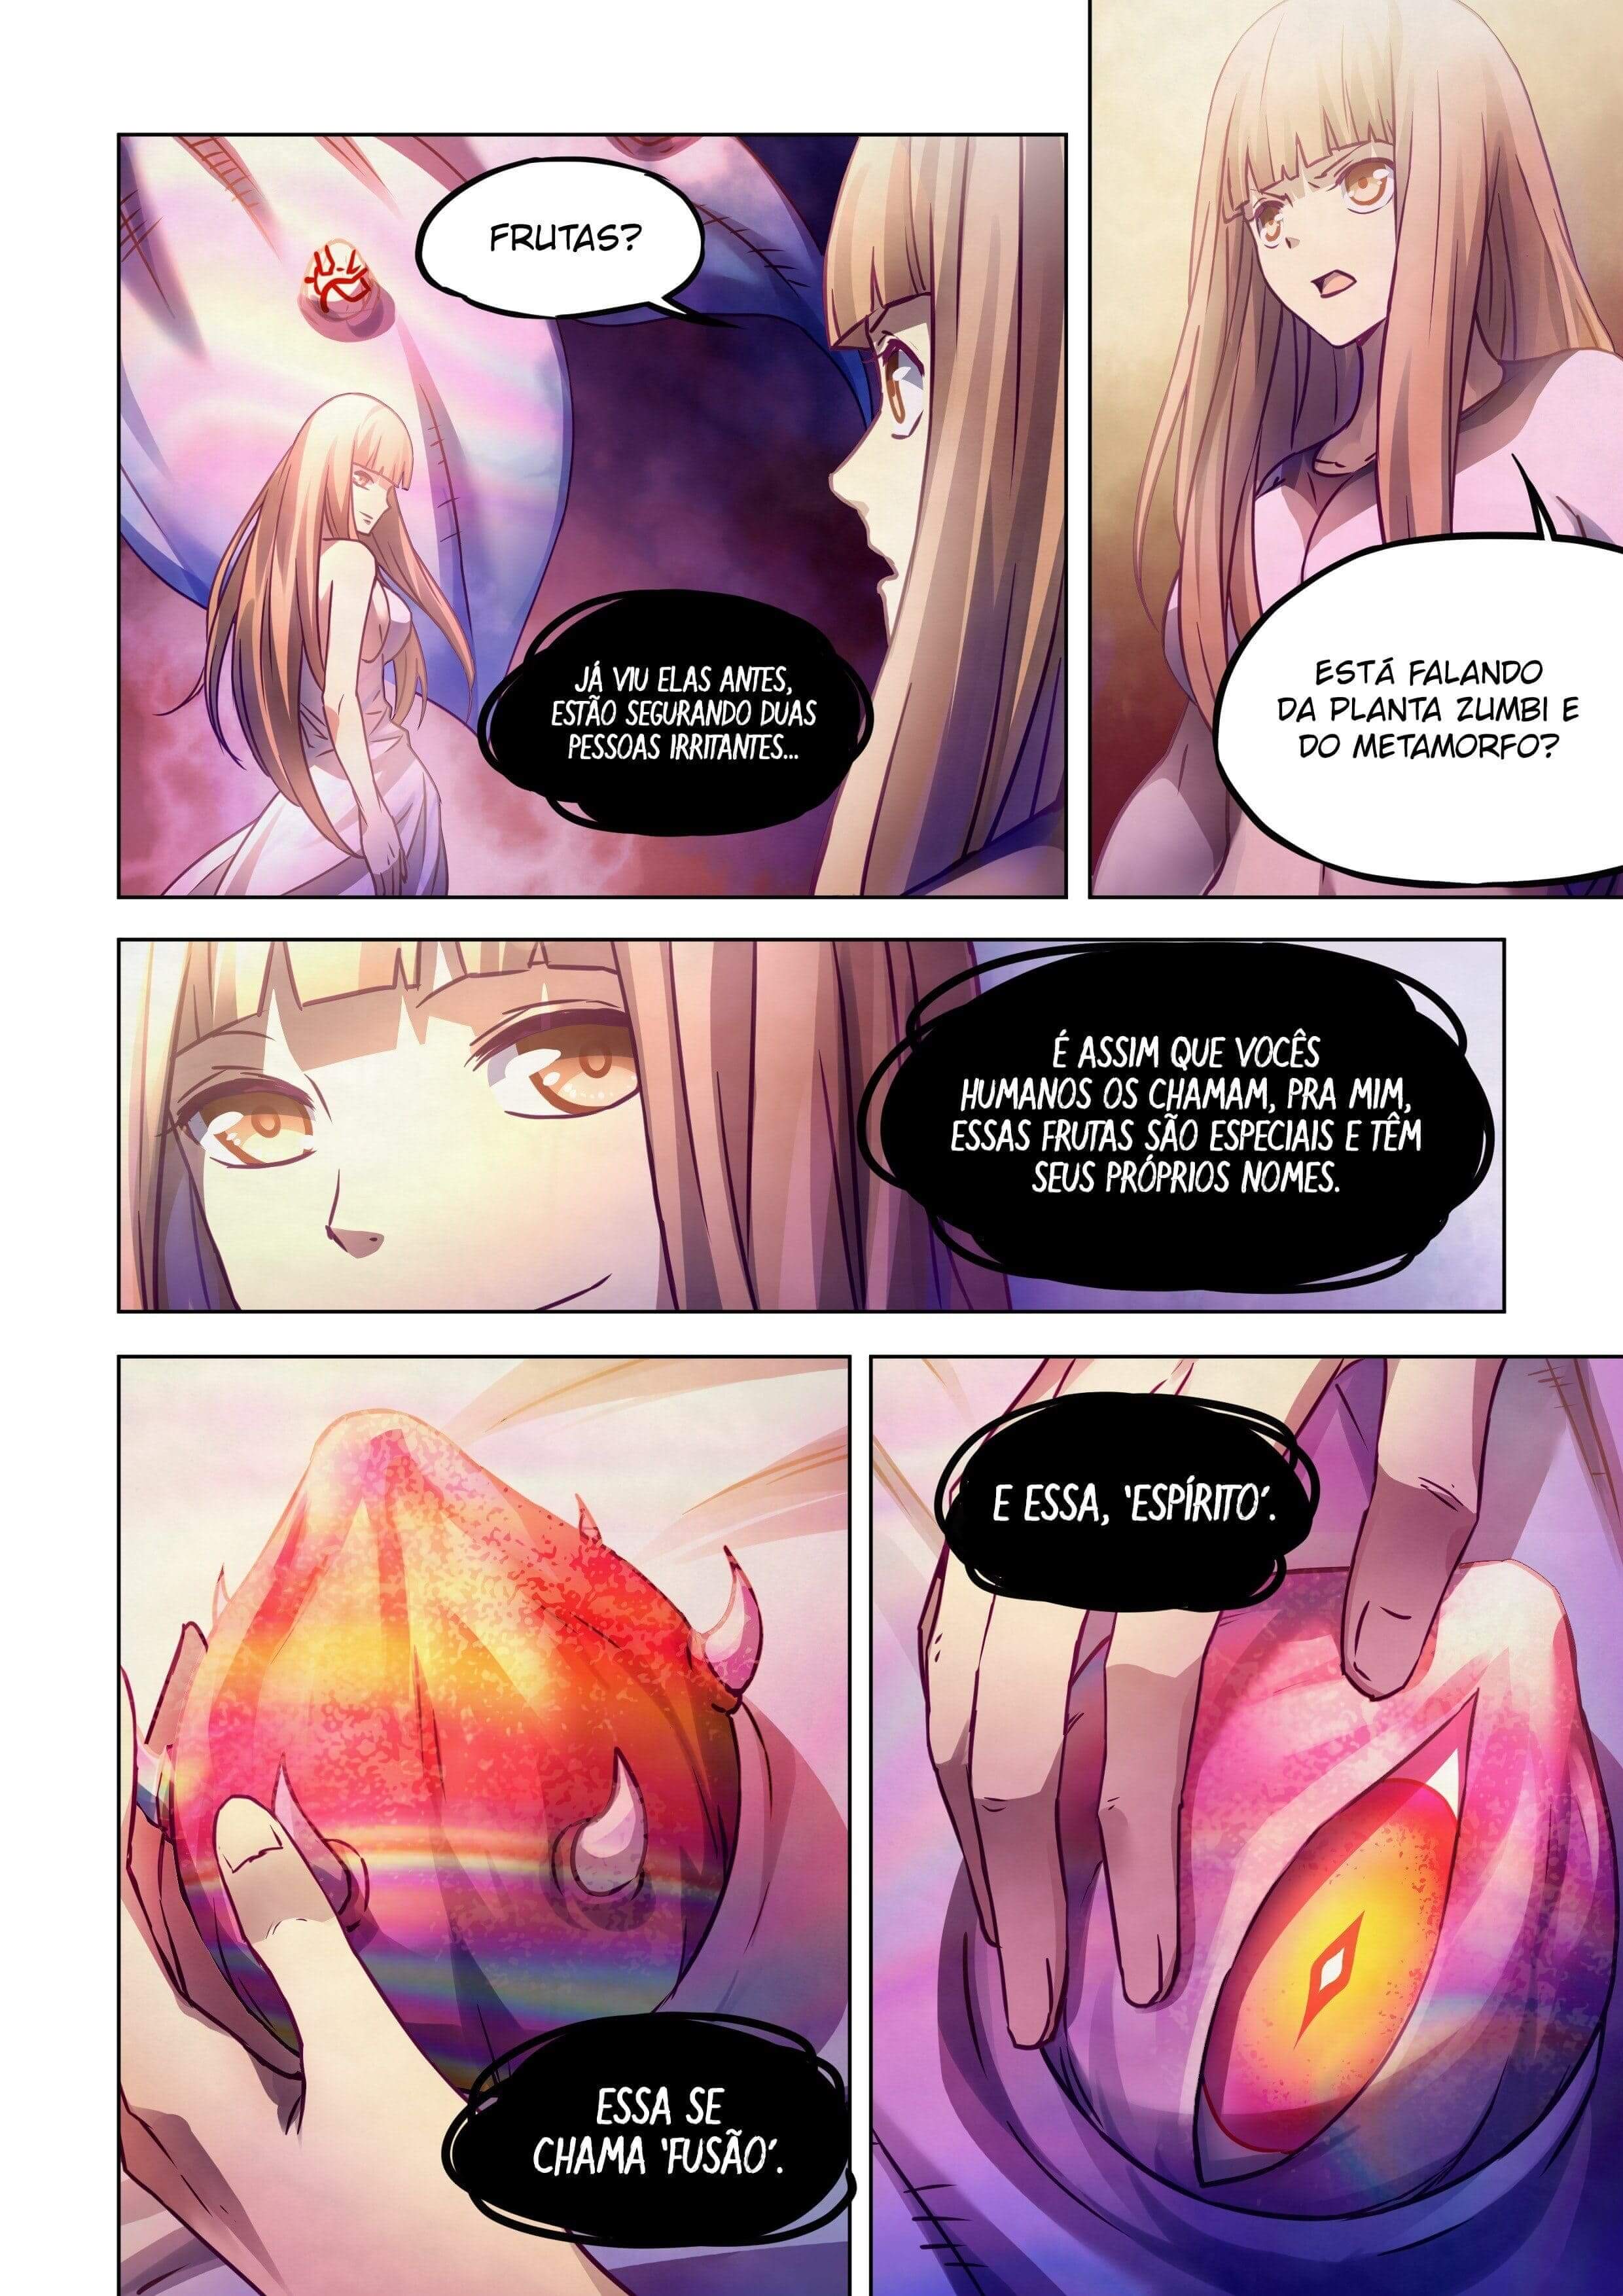 FRUTAS?
JÁ VIU ELAS ANTES,
ESTÃO SEGURANDO DUAS
PESSOAS IRRITANTES...
ESTÁ FALANDO
DA PLANTA ZUMBI E
DO METAMORFO?
É ASSIM QUE VOCÊS
HUMANOS OS CHAMAM, PRA MIM,
ESSAS FRUTAS SÃO ESPECIAIS E TÊM
SEUS PRÓPRIOS NOMES.
ESSA SE
CHAMA 'FUSÃO'.
E ESSA, 'ESPÍRITO'.